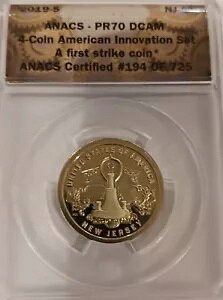 2019-S NJ
ANACS - PR70 DCAM
4-Coin American Innovation Set
A first strike coin*
ANACS Certified #194 OF 725
UNITED STATES OF AMERICA
NEW JERSEY